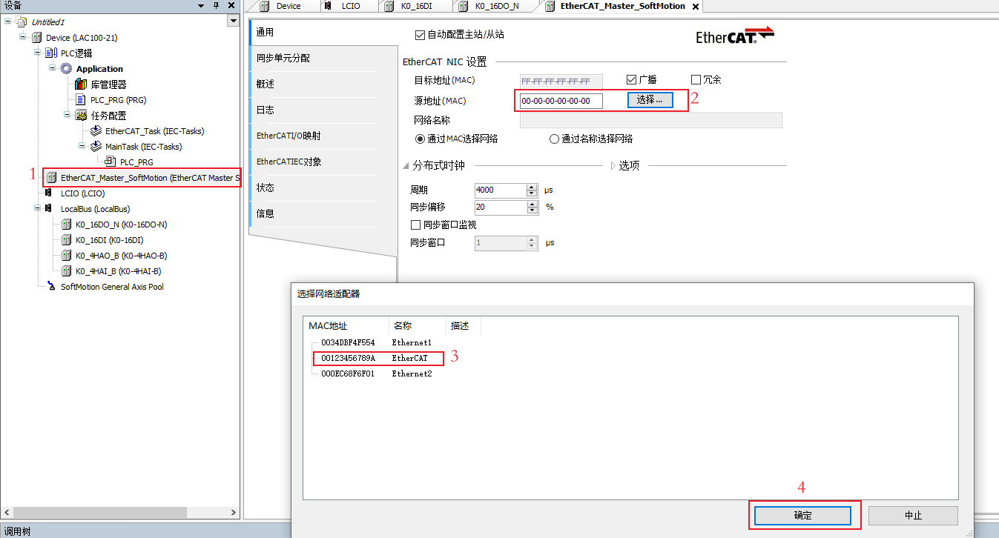 设备
Untitled1
Device (LAC100-21)
PLC逻辑
Application
库管理器
PLC_PRG (PRG)
任务配置
EtherCAT_Task (IEC-Tasks)
MainTask (IEC-Tasks)
PLC_PRG
1
EtherCAT_Master_SoftMotion (EtherCAT Master S
LCIO (LCIO)
LocalBus (LocalBus)
K0_16DO_N (K0-16DO-N)
K0_16DI (K0-16DI)
K0_4HAO_B (K0-4HAO-B)
K0_4HAI_B (K0-4HAI-B)
SoftMotion General Axis Pool
调用树
Device LCIO K0_16DI K0_16DO_N EtherCAT_Master_SoftMotion
通用
同步单元分配
概述
日志
EtherCATI/O映射
EtherCATIEC对象
状态
信息
自动配置主站/从站
EtherCAT®
EtherCAT NIC 设置
目标地址(MAC) FF-FF-FF-FF-FF-FF 广播 冗余
源地址(MAC) 00-00-00-00-00-00 选择... 2
网络名称
通过MAC选择网络 通过名称选择网络
分布式时钟 选项
周期 4000 μs
同步偏移 20 %
同步窗口监视
同步窗口 1 μs
选择网络适配器
MAC地址 名称 描述
0034DBF4F554 Ethernet1
00123456789A EtherCAT 3
000EC68F6F01 Ethernet2
4
确定 中止